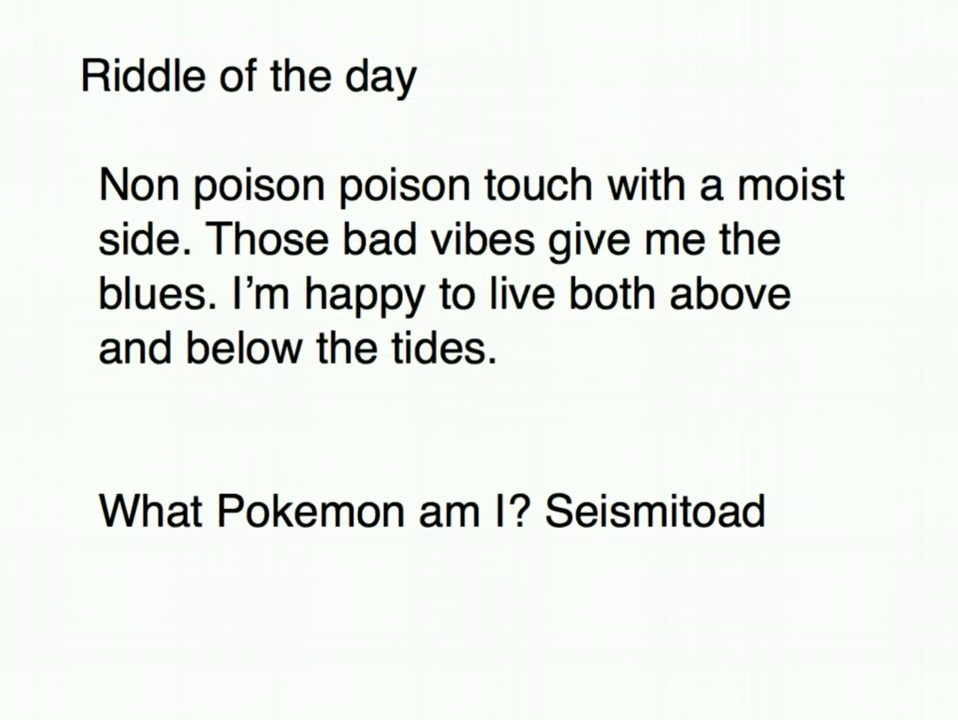 Riddle of the day
Non poison poison touch with a moist
side. Those bad vibes give me the
blues. I'm happy to live both above
and below the tides.
What Pokemon am I? Seismitoad